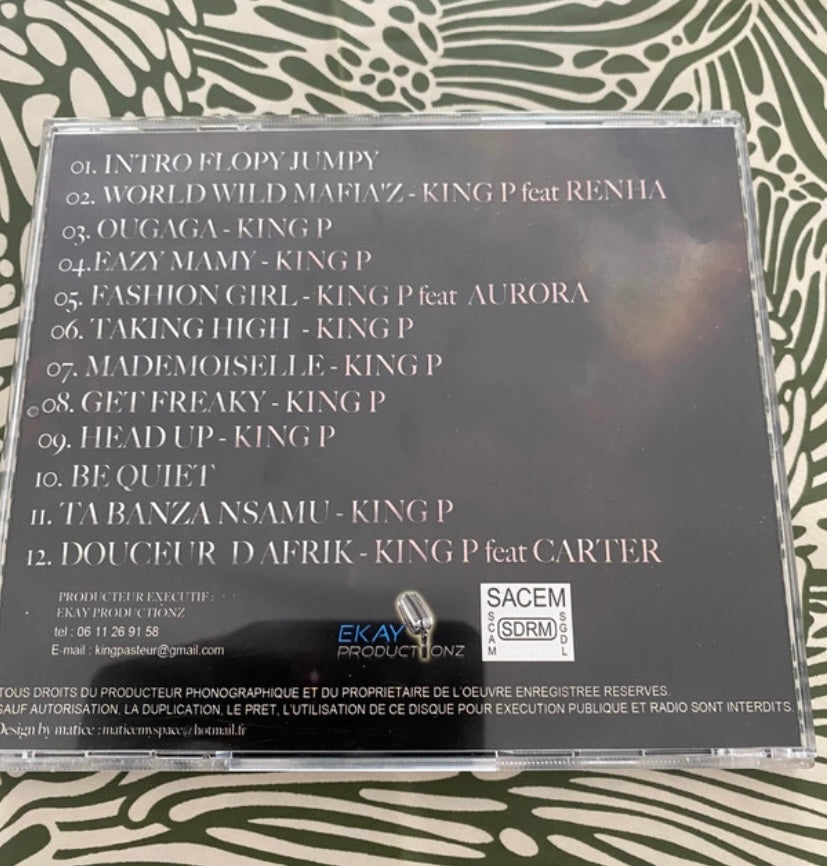 01. INTRO FLOPY JUMPY
02. WORLD WILD MAFIA'Z - KING P feat RENHA
03. OUGAGA - KING P
04.EAZY MAMY - KING P
05. FASHION GIRL - KING P feat AURORA
06. TAKING HIGH - KING P
07. MADEMOISELLE - KING P
08. GET FREAKY - KING P
09. HEAD UP - KING P
10. BE QUIET
11. TA BANZA NSAMU - KING P
12. DOUCEUR D AFRIK - KING P feat CARTER
PRODUCTEUR EXECUTIF :
EKAY PRODUCTIONZ
tel : 06 11 26 91 58
E-mail : kingpasteur@gmail.com
EKAY
PRODUCTIONZ
SACEM
SCAM
SDRM
SGDL
TOUS DROITS DU PRODUCTEUR PHONOGRAPHIQUE ET DU PROPRIETAIRE DE L'OEUVRE ENREGISTREE RESERVES.
SAUF AUTORISATION, LA DUPLICATION, LE PRET, L'UTILISATION DE CE DISQUE POUR EXECUTION PUBLIQUE ET RADIO SONT INTERDITS.
Design by matice : maticemyspace@hotmail.fr